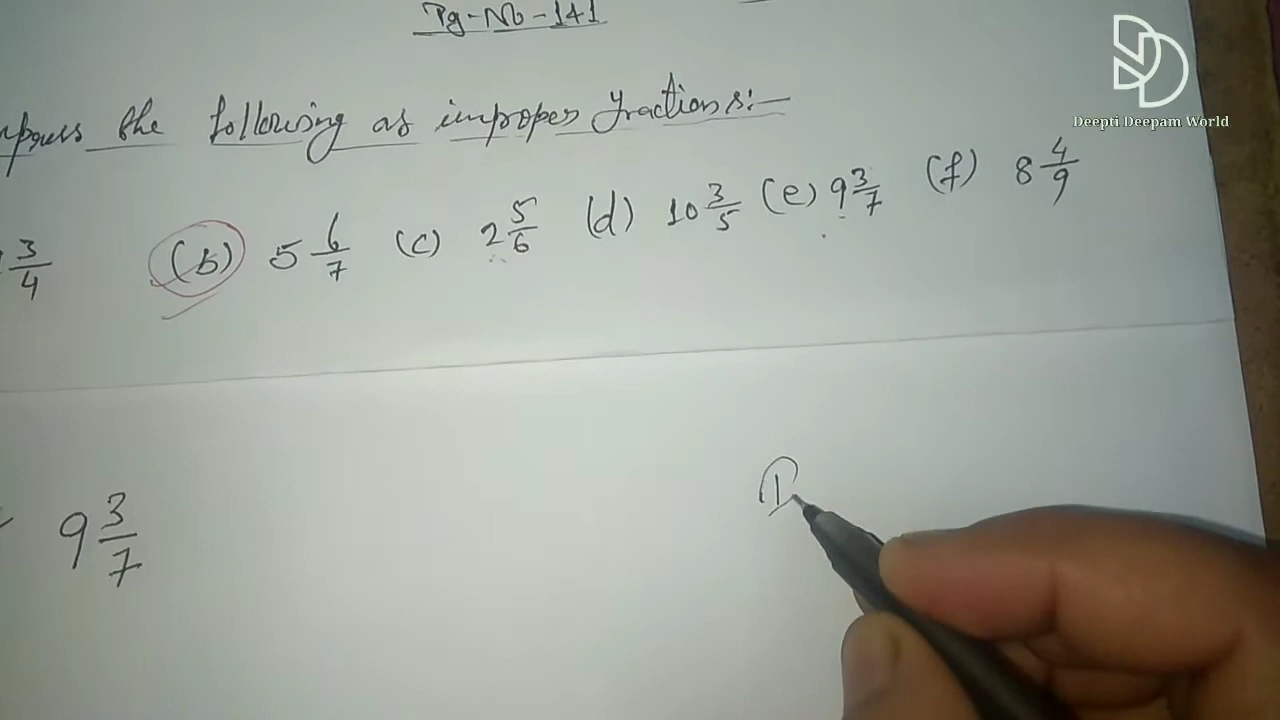 Pg-No-141
Deepti Deepam World
the following as improper fractions:-
3/4 (b) 5 6/7 (c) 2 5/6 (d) 10 3/5 (e) 9 3/7 (f) 8 4/9
9 3/7
1